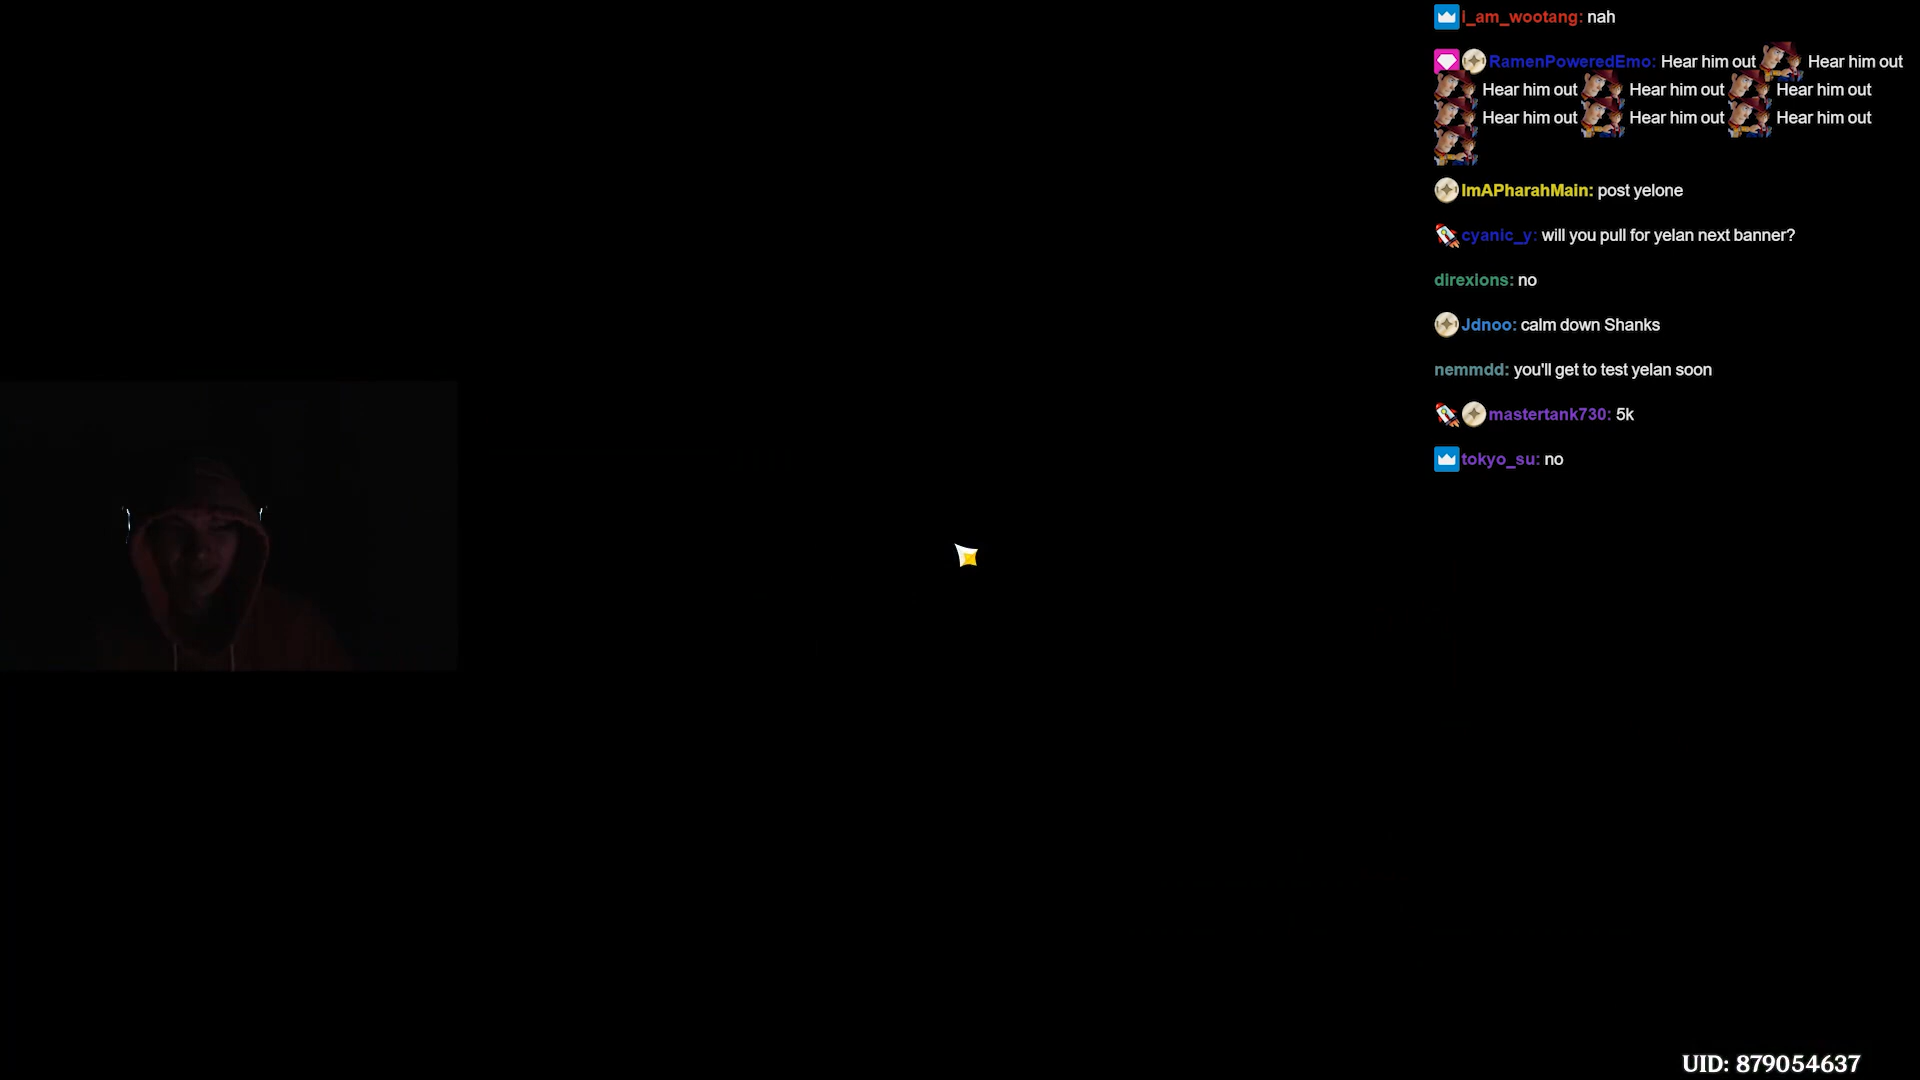 i_am_wootang: nah
RamenPoweredEmo: Hear him out Hear him out
Hear him out Hear him out Hear him out
Hear him out Hear him out Hear him out
ImAPharahMain: post yelone
cyanic_y: will you pull for yelan next banner?
direxions: no
Jdnoo: calm down Shanks
nemmdd: you'll get to test yelan soon
mastertank730: 5k
tokyo_su: no
UID: 879054637